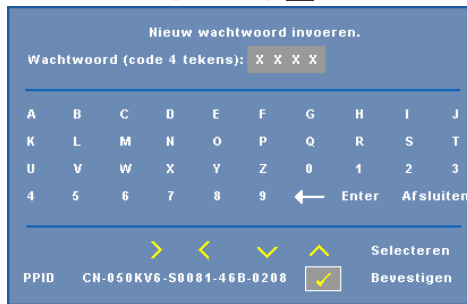 Nieuw wachtwoord invoeren.
Wachtwoord (code 4 tekens): X X X X
A B C D E F G H I J
K L M N O P Q R S T
U V W X Y Z 0 1 2 3
4 5 6 7 8 9 ← Enter Afsluiten
Selecteren
PPID CN-050KV6-S0081-46B-0208 Bevestigen